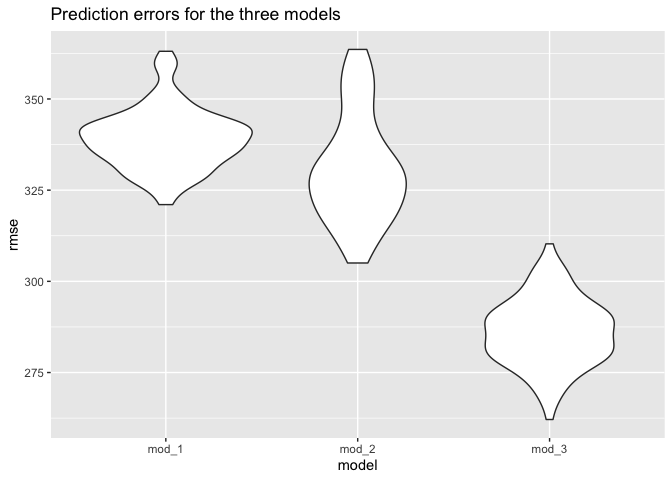 Prediction errors for the three models
rmse
350
325
300
275
mod_1 mod_2 mod_3
model